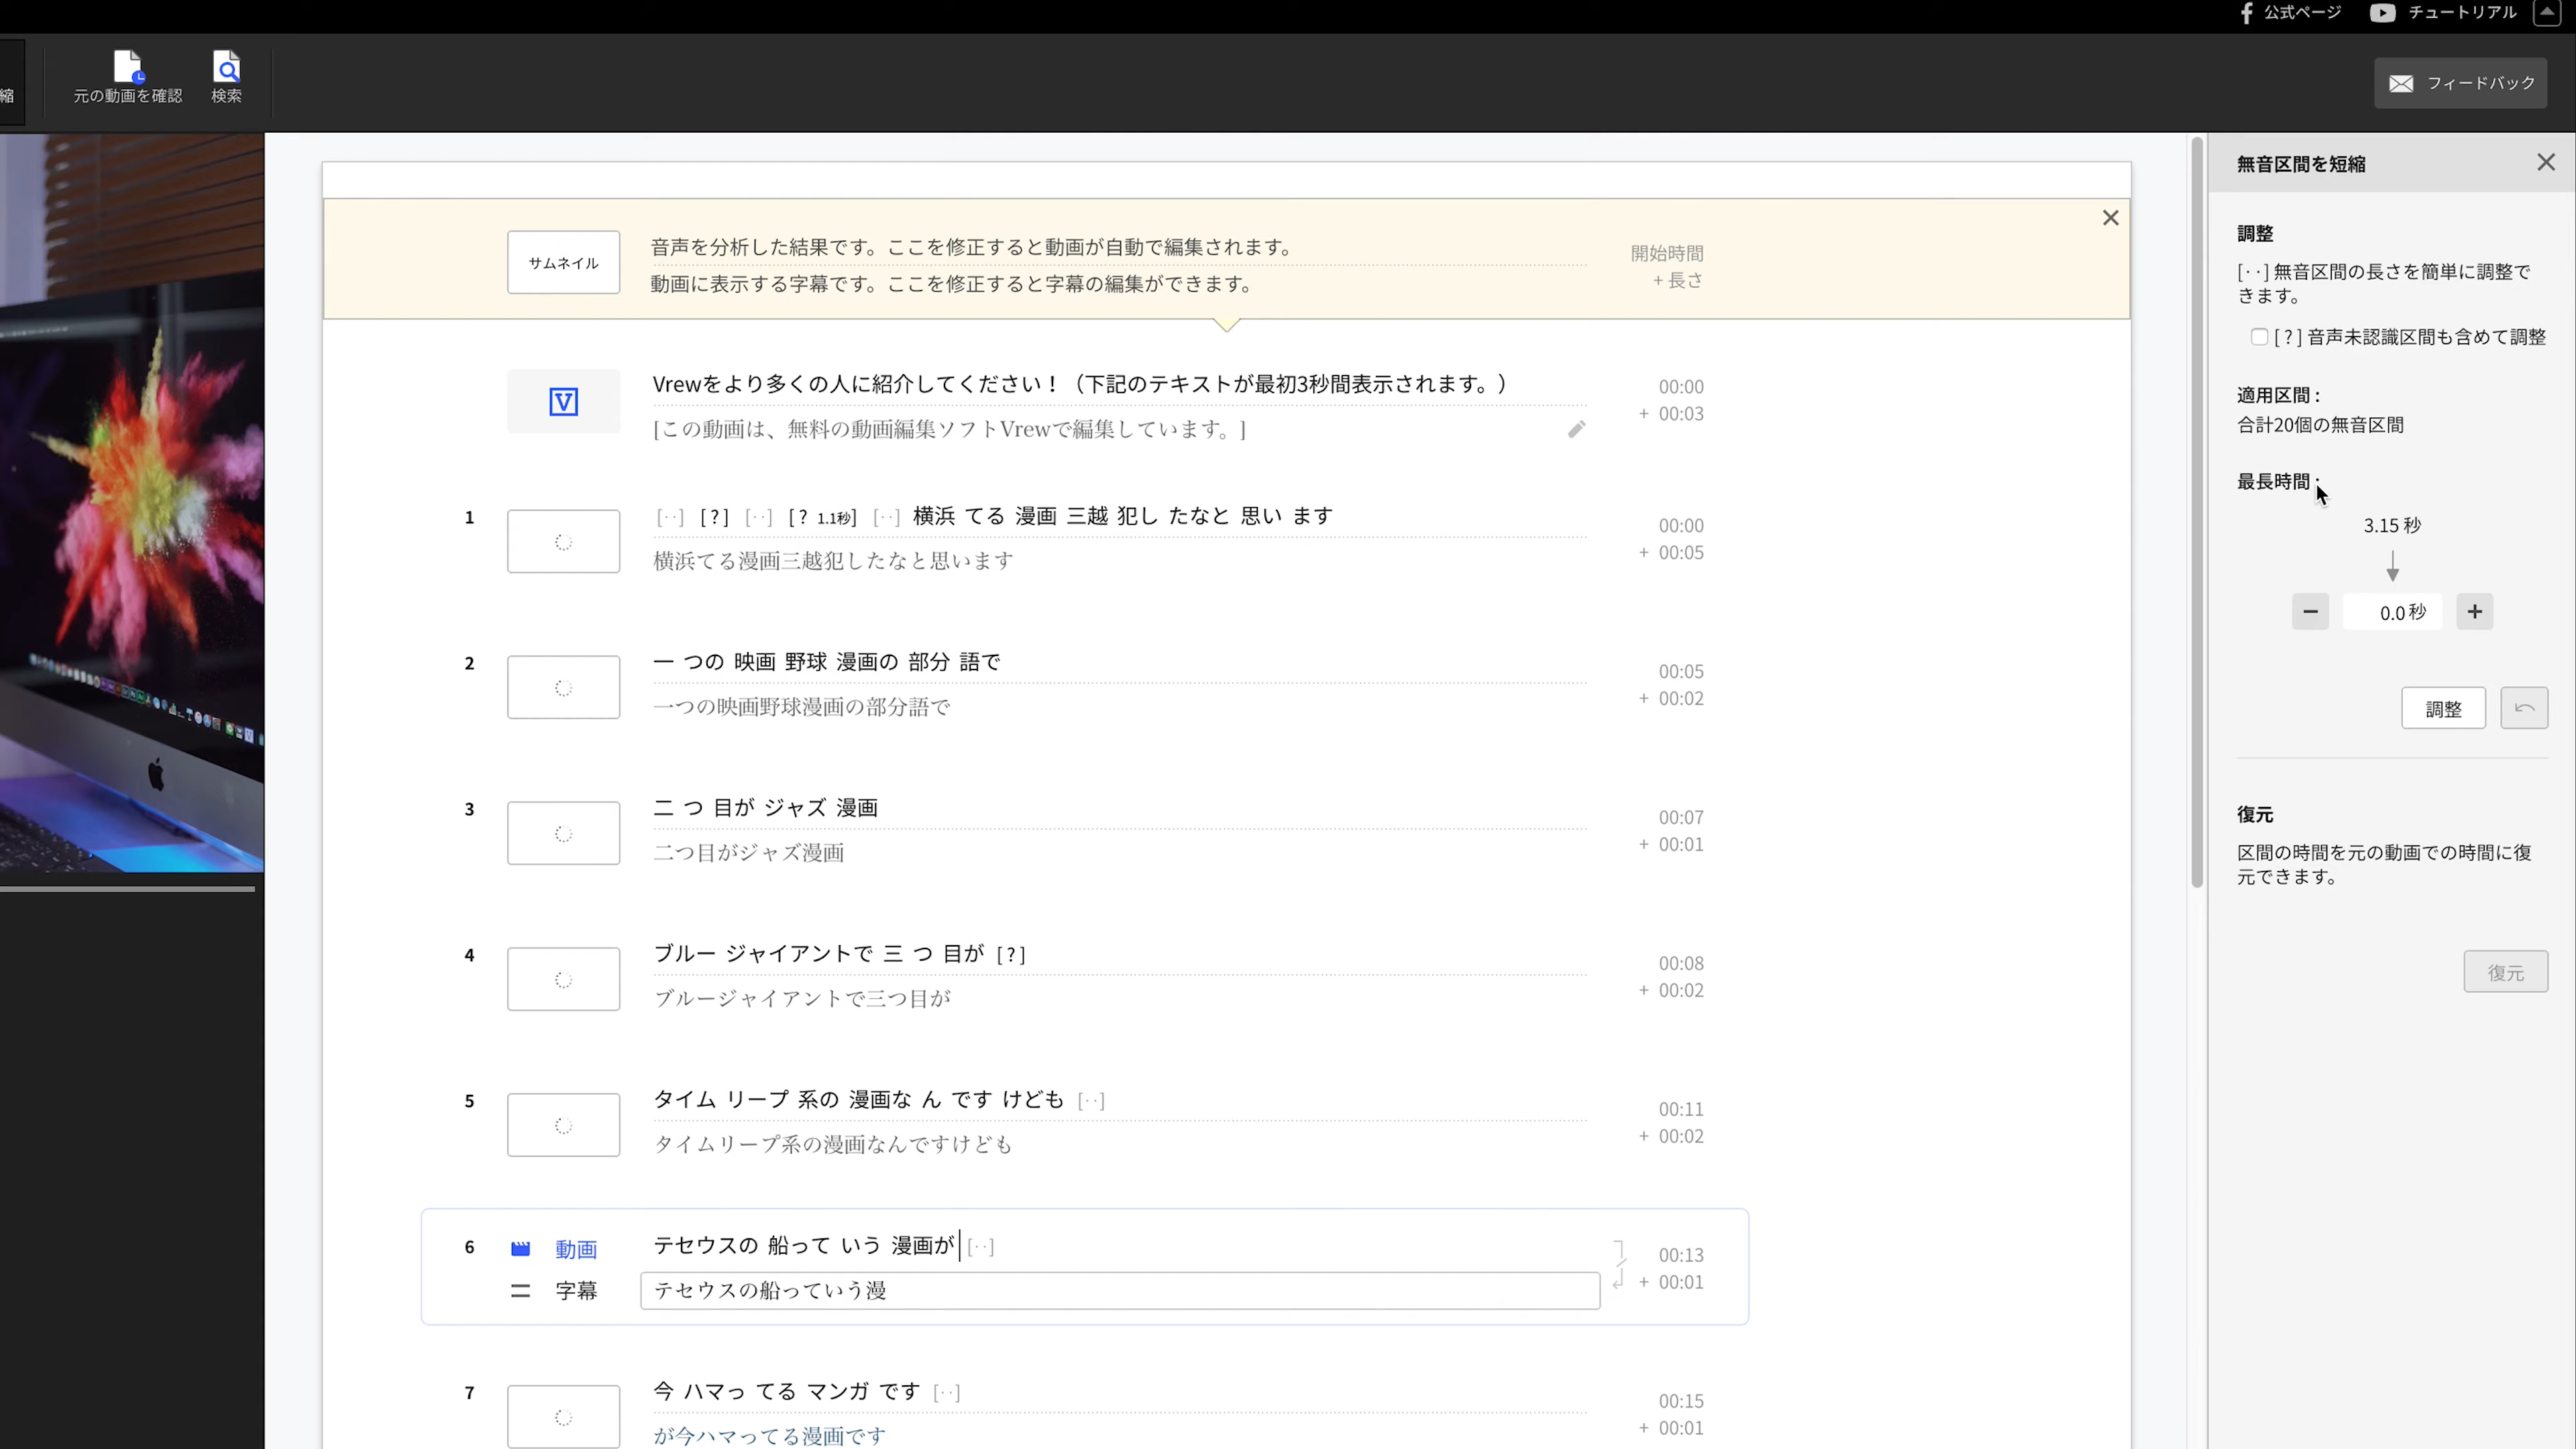 公式ページ
チュートリアル
縮
元の動画を確認
検索
フィードバック
サムネイル
音声を分析した結果です。ここを修正すると動画が自動で編集されます。
動画に表示する字幕です。ここを修正すると字幕の編集ができます。
開始時間
+ 長さ
V
Vrewをより多くの人に紹介してください！（下記のテキストが最初3秒間表示されます。）
[この動画は、無料の動画編集ソフトVrewで編集しています。]
00:00
+ 00:03
1
[··] [?] [··] [? 1.1秒] [··] 横浜 てる 漫画 三越 犯し たなと 思い ます
横浜てる漫画三越犯したなと思います
00:00
+ 00:05
2
一 つの 映画 野球 漫画の 部分 語で
一つの映画野球漫画の部分語で
00:05
+ 00:02
3
二 つ 目が ジャズ 漫画
二つ目がジャズ漫画
00:07
+ 00:01
4
ブルー ジャイアントで 三 つ 目が [?]
ブルージャイアントで三つ目が
00:08
+ 00:02
5
タイム リープ 系の 漫画な ん です けども [··]
タイムリープ系の漫画なんですけども
00:11
+ 00:02
6
動画
テセウスの 船って いう 漫画が [··]
字幕
テセウスの船っていう漫
00:13
+ 00:01
7
今 ハマっ てる マンガ です [··]
が今ハマってる漫画です
00:15
+ 00:01
無音区間を短縮
調整
[··] 無音区間の長さを簡単に調整で
きます。
[?] 音声未認識区間も含めて調整
適用区間 :
合計20個の無音区間
最長時間 :
3.15 秒
0.0 秒
調整
復元
区間の時間を元の動画での時間に復
元できます。
復元